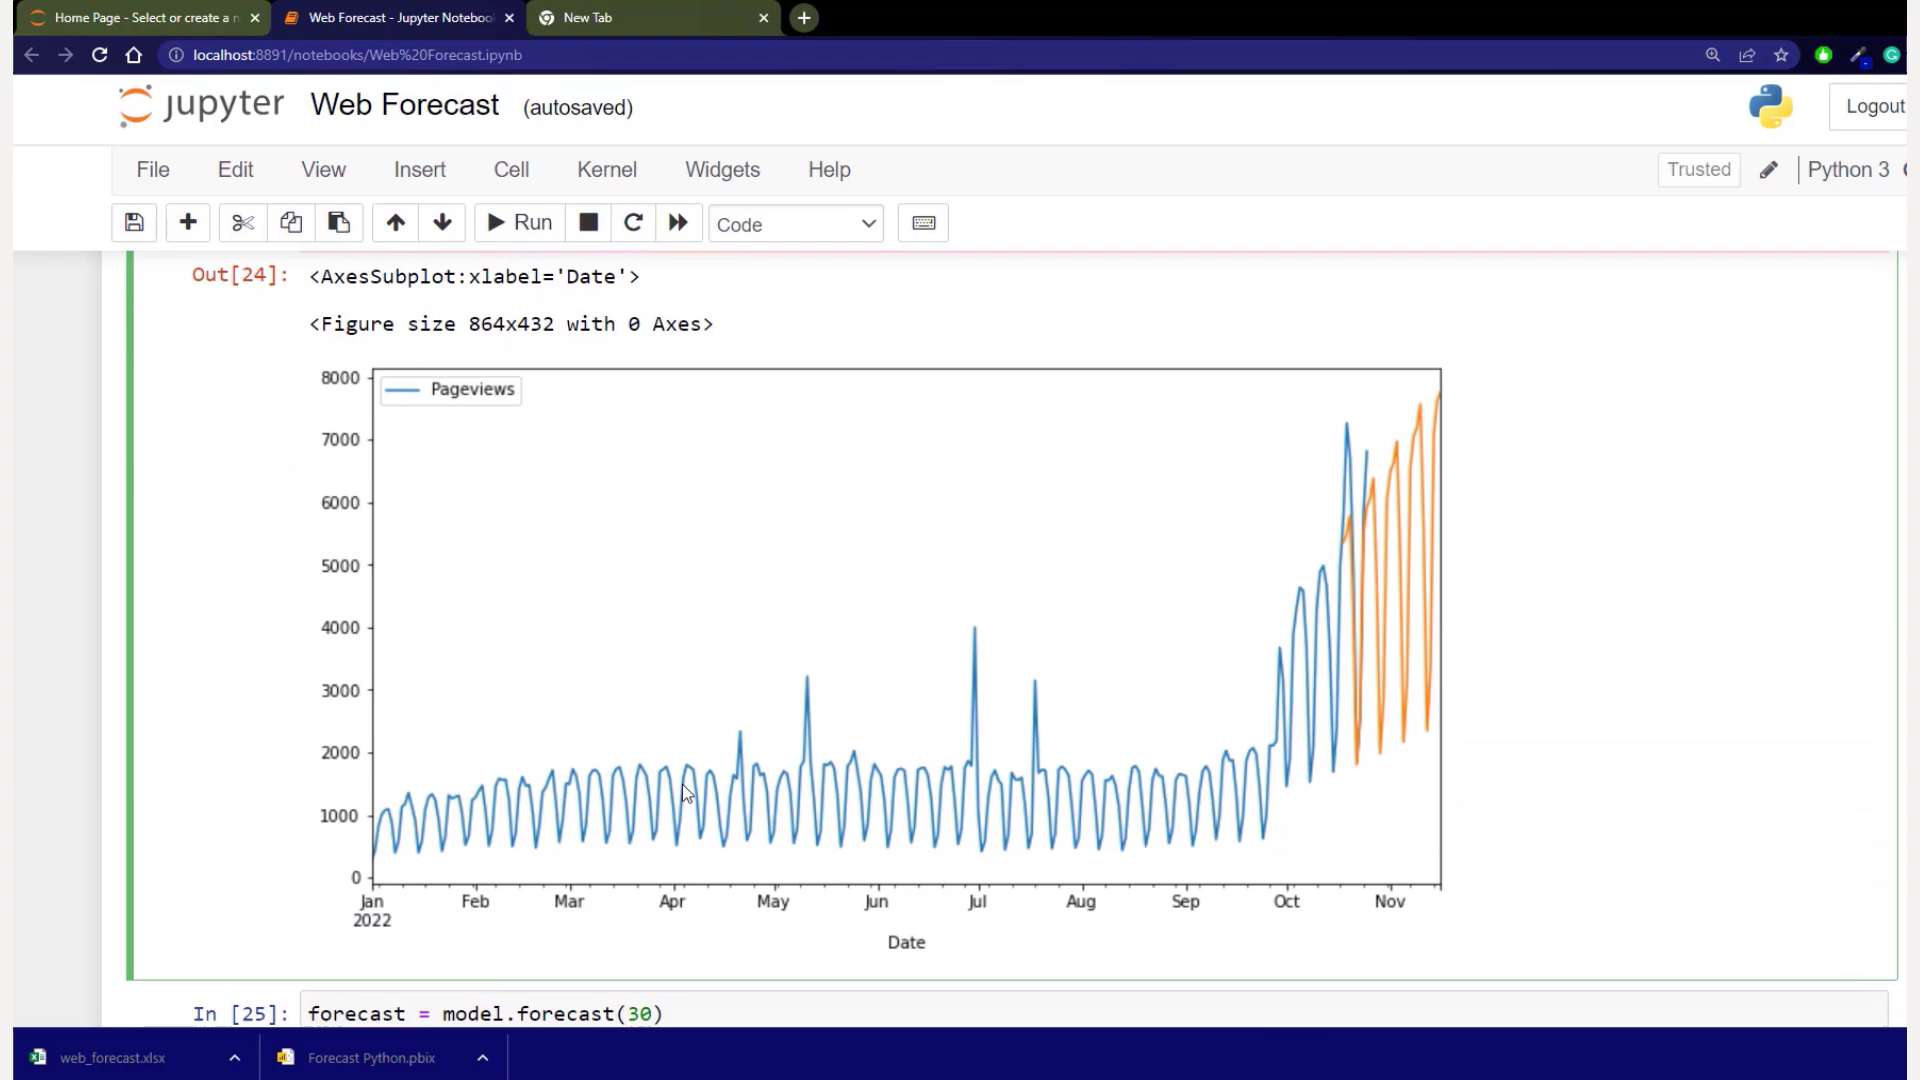 Home Page - Select or create a n
Web Forecast - Jupyter Noteboo
New Tab
localhost:8891/notebooks/Web%20Forecast.ipynb
jupyter Web Forecast (autosaved)
Logout
File Edit View Insert Cell Kernel Widgets Help
Trusted Python 3
Run Code
Out[24]: <AxesSubplot:xlabel='Date'>
<Figure size 864x432 with 0 Axes>
Pageviews
8000
7000
6000
5000
4000
3000
2000
1000
0
Jan Feb Mar Apr May Jun Jul Aug Sep Oct Nov
2022
Date
In [25]: forecast = model.forecast(30)
web_forecast.xlsx Forecast Python.pbix